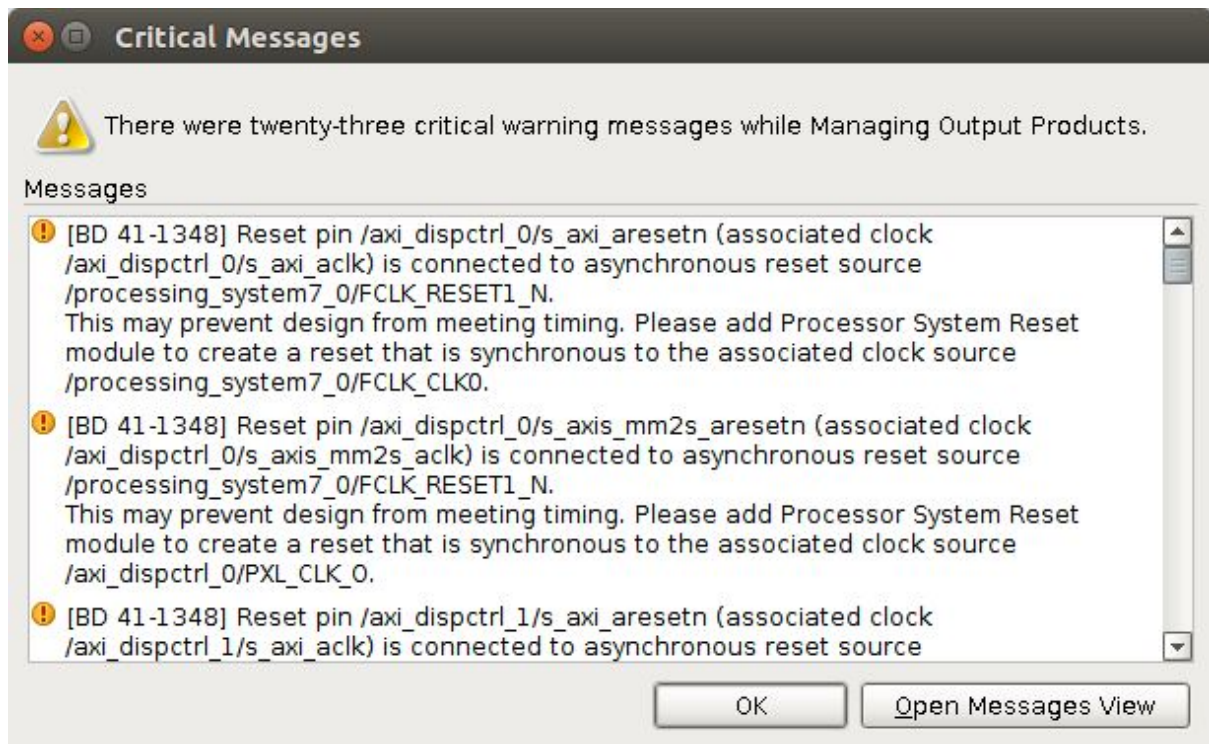 Critical Messages
There were twenty-three critical warning messages while Managing Output Products.
Messages
[BD 41-1348] Reset pin /axi_dispctrl_0/s_axi_aresetn (associated clock
/axi_dispctrl_0/s_axi_aclk) is connected to asynchronous reset source
/processing_system7_0/FCLK_RESET1_N.
This may prevent design from meeting timing. Please add Processor System Reset
module to create a reset that is synchronous to the associated clock source
/processing_system7_0/FCLK_CLK0.
[BD 41-1348] Reset pin /axi_dispctrl_0/s_axis_mm2s_aresetn (associated clock
/axi_dispctrl_0/s_axis_mm2s_aclk) is connected to asynchronous reset source
/processing_system7_0/FCLK_RESET1_N.
This may prevent design from meeting timing. Please add Processor System Reset
module to create a reset that is synchronous to the associated clock source
/axi_dispctrl_0/PXL_CLK_O.
[BD 41-1348] Reset pin /axi_dispctrl_1/s_axi_aresetn (associated clock
/axi_dispctrl_1/s_axi_aclk) is connected to asynchronous reset source
OK
Open Messages View